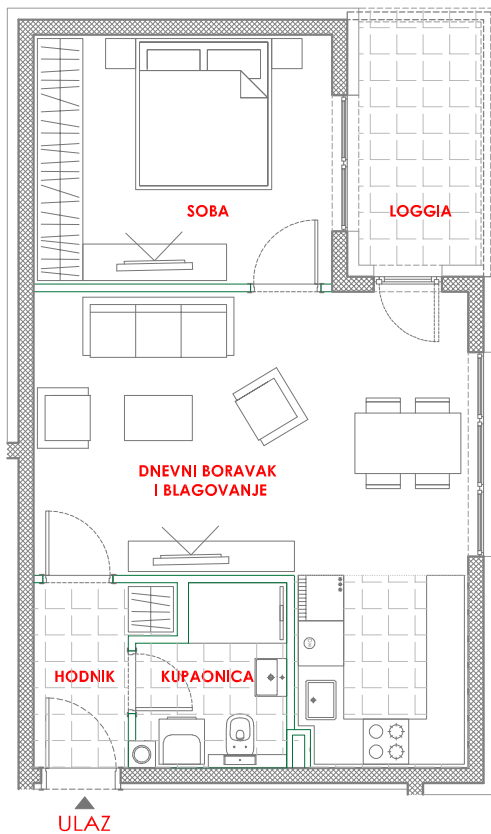 SOBA
LOGGIA
DNEVNI BORAVAK
I BLAGOVANJE
HODNIK
KUPAONICA
ULAZ